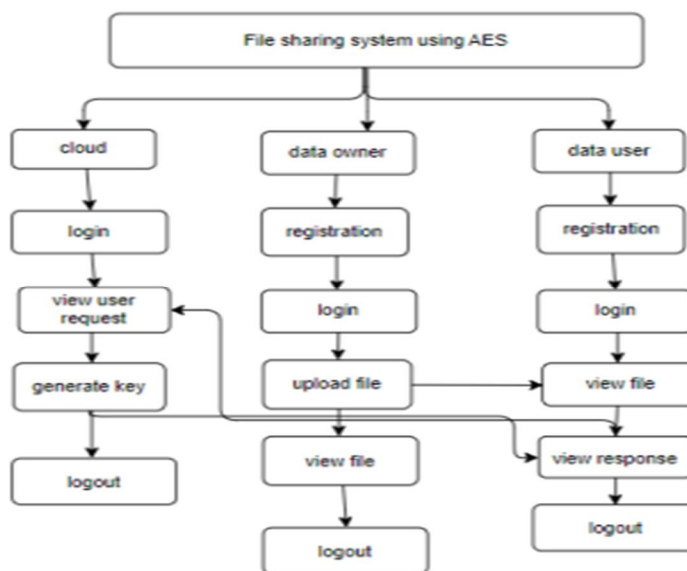 File sharing system using AES
cloud
data owner
data user
login
registration
registration
view user
request
login
login
generate key
upload file
view file
logout
view file
view response
logout
logout